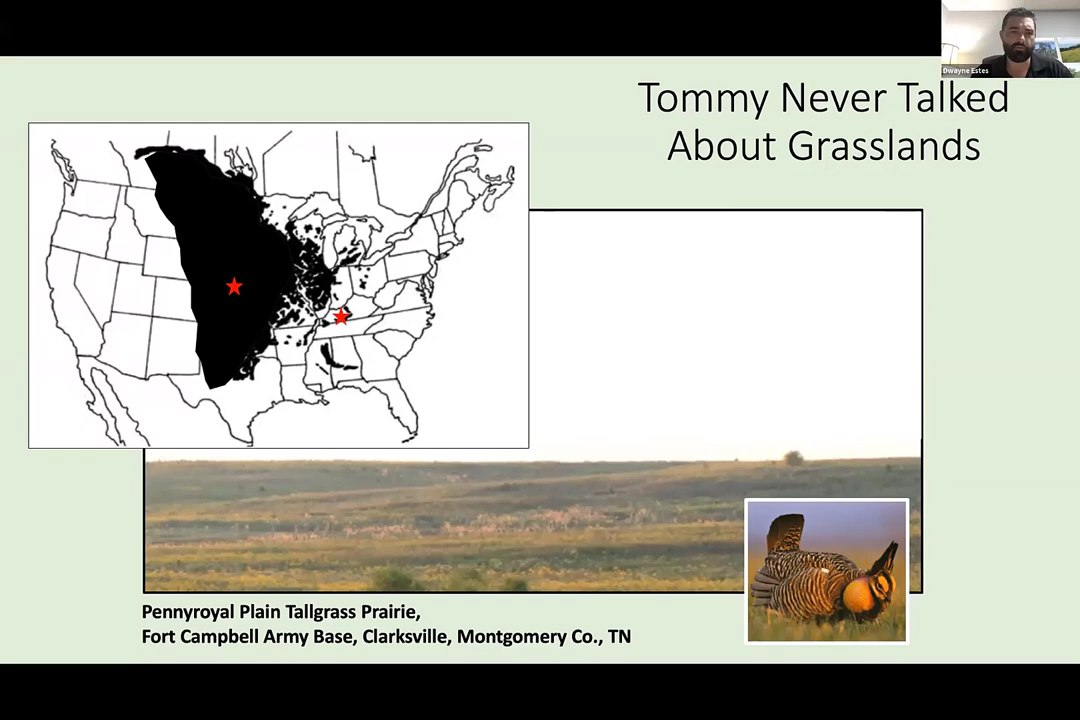 Dwayne Estes
Tommy Never Talked
About Grasslands
Pennyroyal Plain Tallgrass Prairie,
Fort Campbell Army Base, Clarksville, Montgomery Co., TN